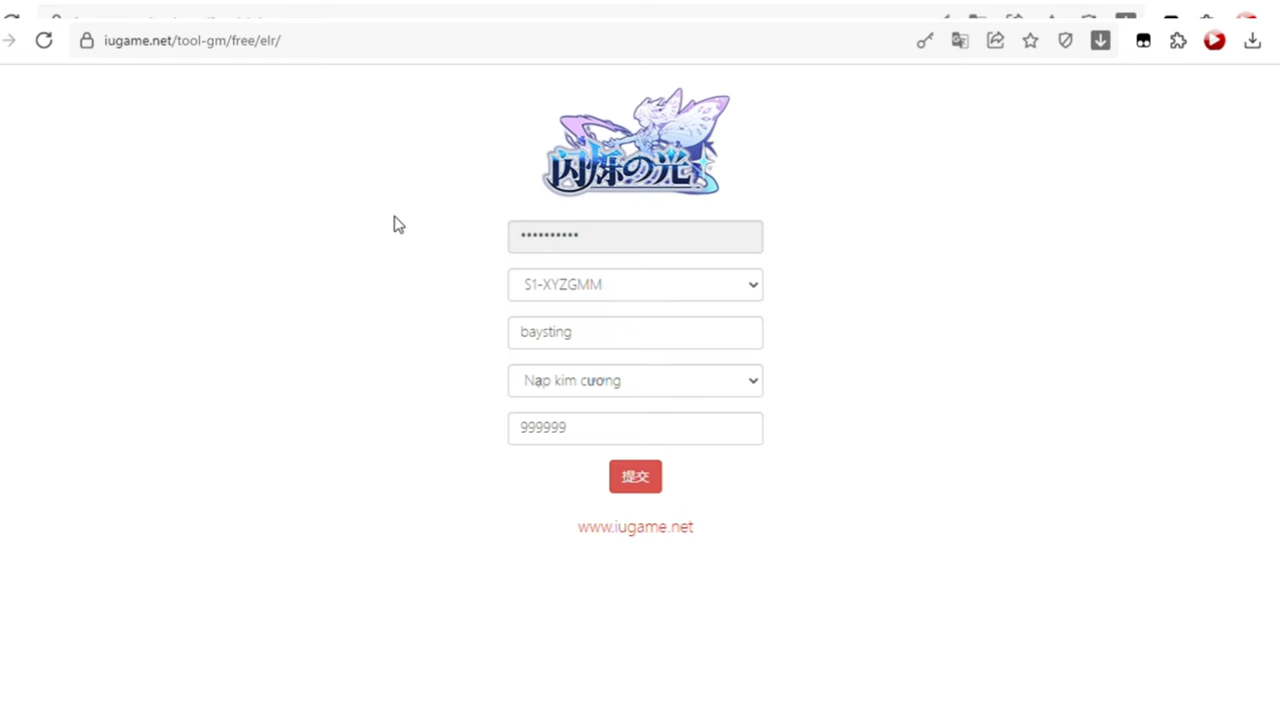 iugame.net/tool-gm/free/elr/
闪烁の光
••••••••••
S1-XYZGMM
baysting
Nạp kim cương
999999
提交
www.iugame.net